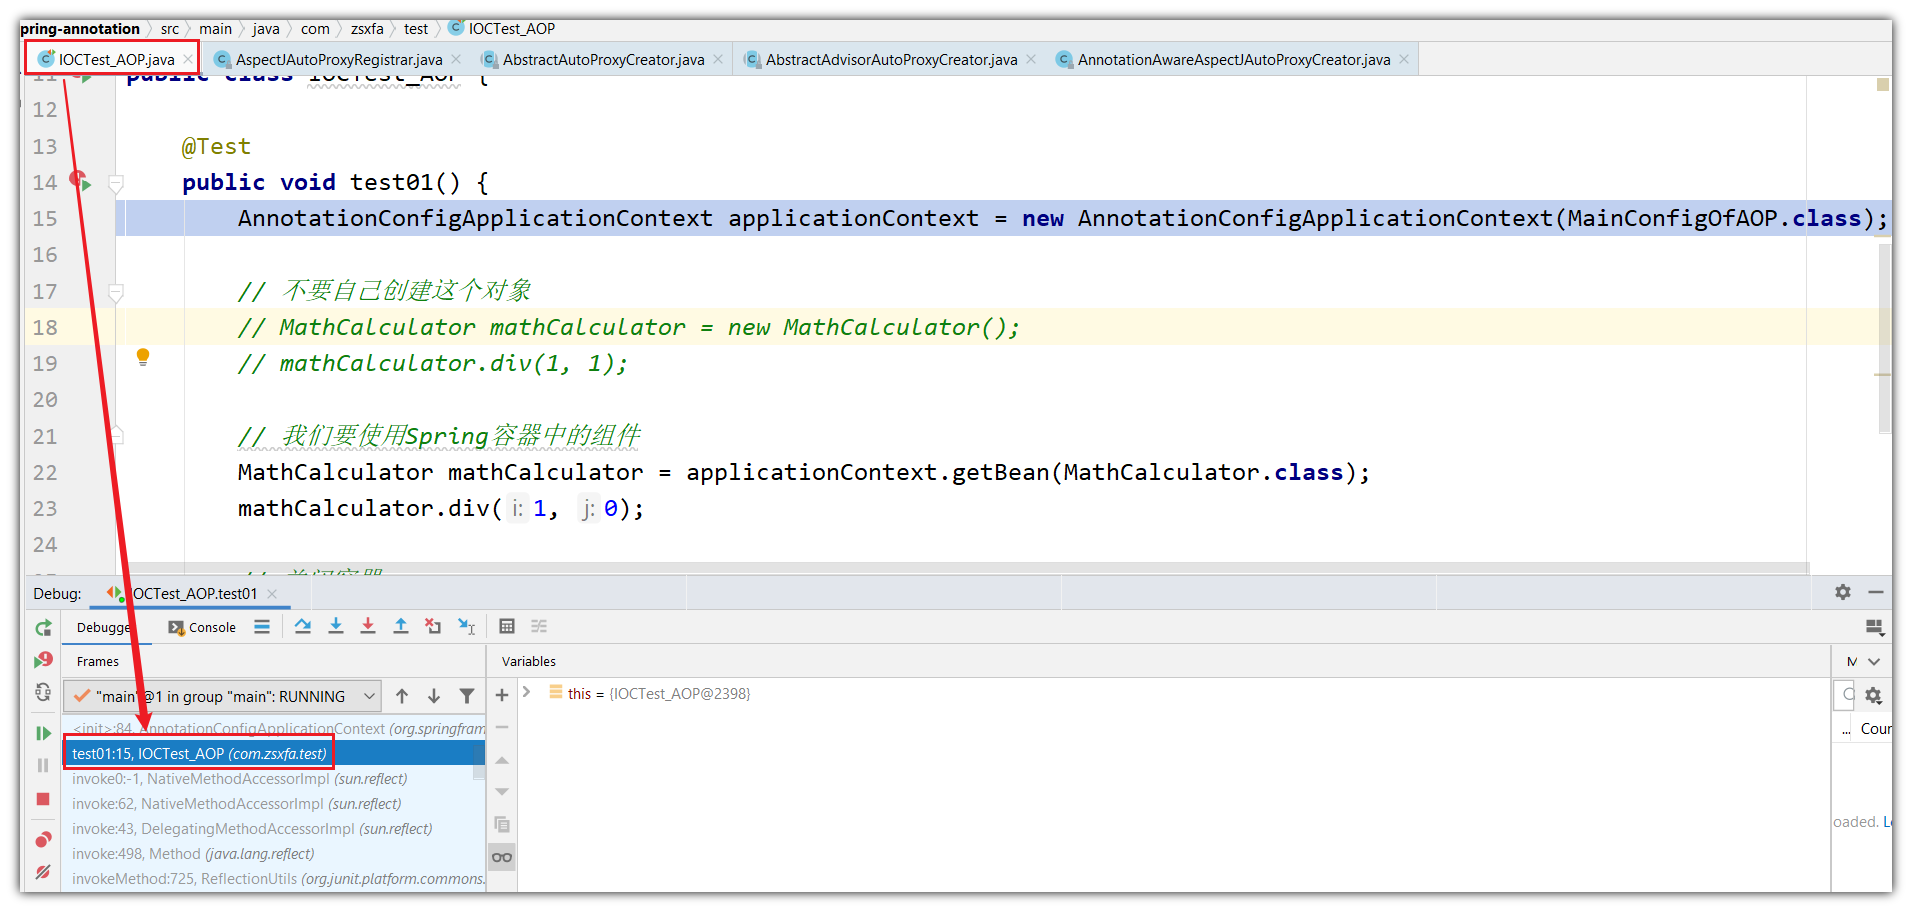 pring-annotation src main java com zsxfa test IOCTest_AOP
IOCTest_AOP.java AspectJAutoProxyRegistrar.java AbstractAutoProxyCreator.java AbstractAdvisorAutoProxyCreator.java AnnotationAwareAspectJAutoProxyCreator.java
11 public class IOCTest_AOP {
12
13 @Test
14 public void test01() {
15 AnnotationConfigApplicationContext applicationContext = new AnnotationConfigApplicationContext(MainConfigOfAOP.class);
16
17 // 不要自己创建这个对象
18 // MathCalculator mathCalculator = new MathCalculator();
19 // mathCalculator.div(1, 1);
20
21 // 我们要使用Spring容器中的组件
22 MathCalculator mathCalculator = applicationContext.getBean(MathCalculator.class);
23 mathCalculator.div( i: 1, j: 0);
24
Debug: IOCTest_AOP.test01
Debugger Console
Frames Variables M
"main"@1 in group "main": RUNNING
this = {IOCTest_AOP@2398}
<init>:84, AnnotationConfigApplicationContext (org.springfram
... Coun
test01:15, IOCTest_AOP (com.zsxfa.test)
invoke0:-1, NativeMethodAccessorImpl (sun.reflect)
invoke:62, NativeMethodAccessorImpl (sun.reflect)
oaded. Lo
invoke:43, DelegatingMethodAccessorImpl (sun.reflect)
invoke:498, Method (java.lang.reflect)
invokeMethod:725, ReflectionUtils (org.junit.platform.commons.